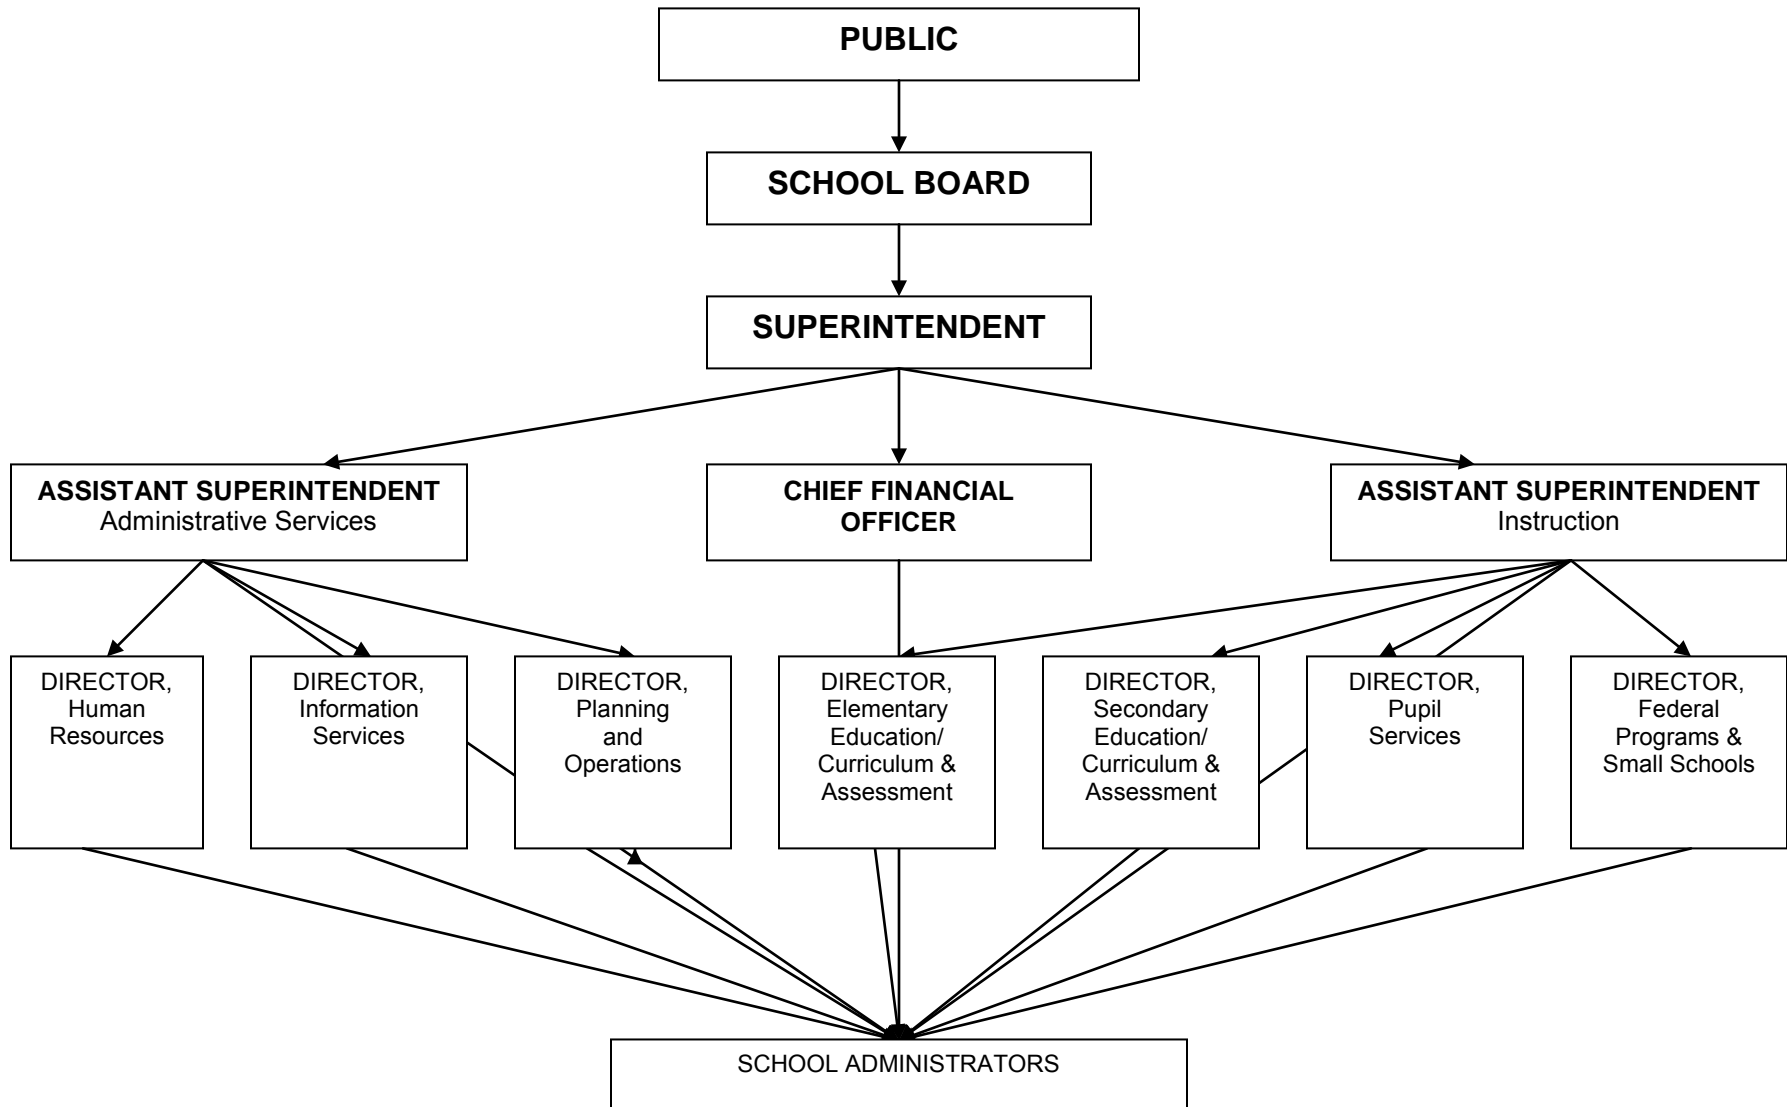 PUBLIC
SCHOOL BOARD
SUPERINTENDENT
ASSISTANT SUPERINTENDENT
Administrative Services
CHIEF FINANCIAL
OFFICER
ASSISTANT SUPERINTENDENT
Instruction
DIRECTOR,
Human
Resources
DIRECTOR,
Information
Services
DIRECTOR,
Planning
and
Operations
DIRECTOR,
Elementary
Education/
Curriculum &
Assessment
DIRECTOR,
Secondary
Education/
Curriculum &
Assessment
DIRECTOR,
Pupil
Services
DIRECTOR,
Federal
Programs &
Small Schools
SCHOOL ADMINISTRATORS